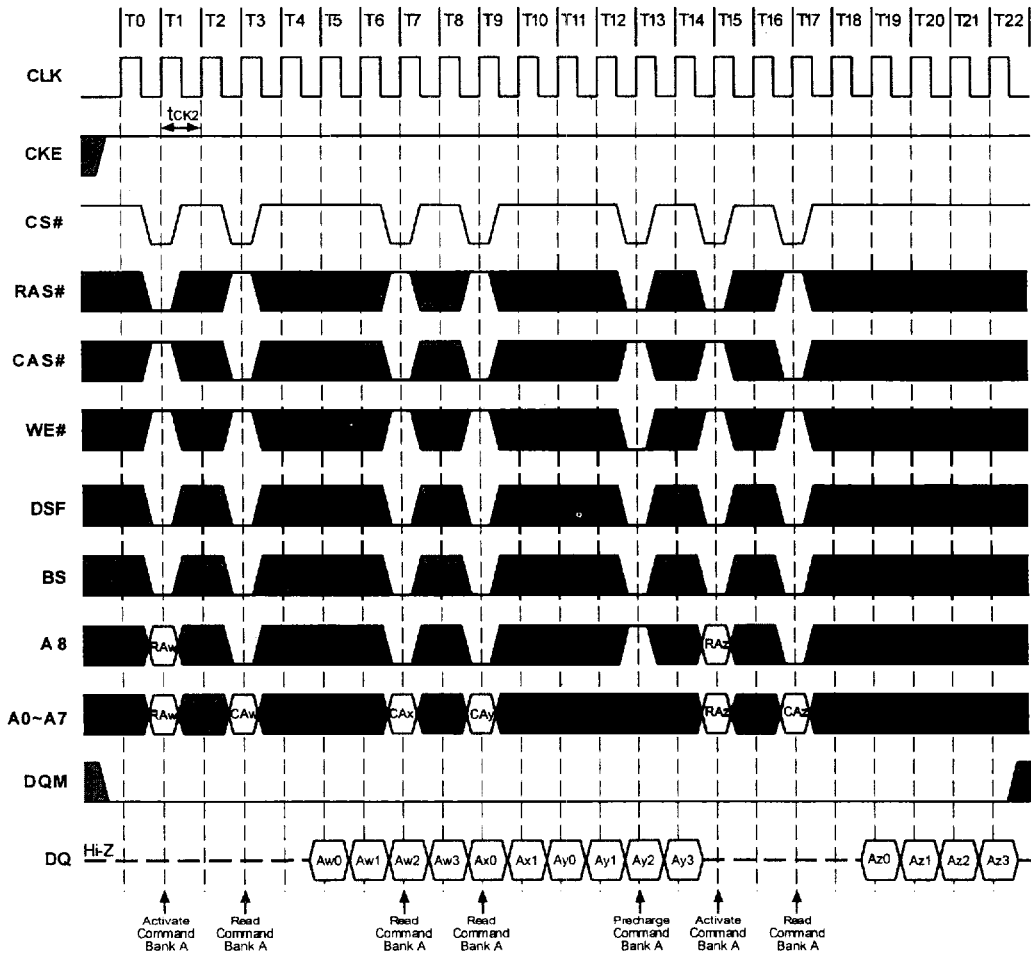 T0 T1 T2 T3 T4 T5 T6 T7 T8 T9 T10 T11 T12 T13 T14 T15 T16 T17 T18 T19 T20 T21 T22
CLK
tCK2
CKE
CS#
RAS#
CAS#
WE#
DSF
BS
A8 RAw RAz
A0~A7 RAw CAw CAx CAy RAz CAz
DQM
DQ Hi-Z Aw0 Aw1 Aw2 Aw3 Ax0 Ax1 Ay0 Ay1 Ay2 Ay3 Az0 Az1 Az2 Az3
Activate Read Read Read Precharge Activate Read
Command Command Command Command Command Command Command
Bank A Bank A Bank A Bank A Bank A Bank A Bank A